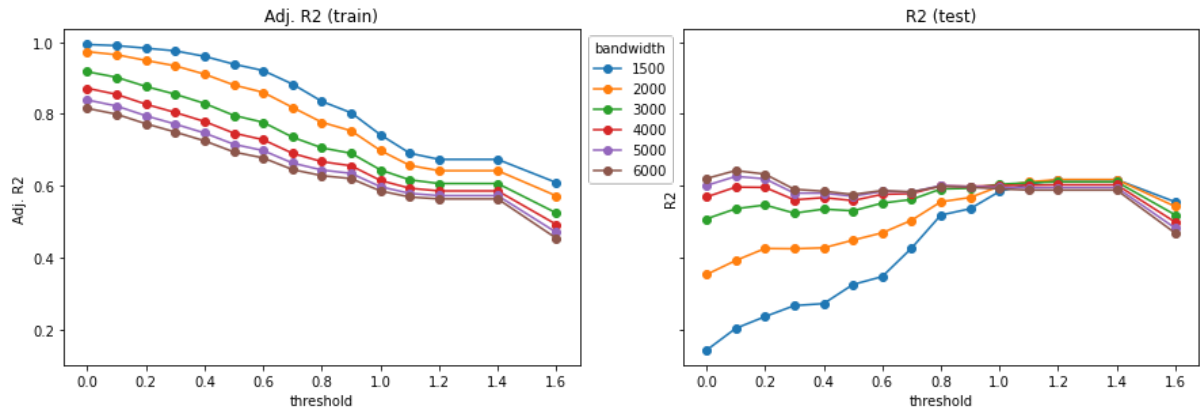 Adj. R2 (train)
1.0
0.8
0.6
0.4
0.2
Adj. R2
0.0 0.2 0.4 0.6 0.8 1.0 1.2 1.4 1.6
threshold
bandwidth
1500
2000
3000
4000
5000
6000
R2 (test)
R2
0.0 0.2 0.4 0.6 0.8 1.0 1.2 1.4 1.6
threshold